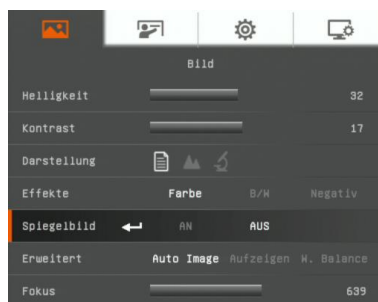 Bild
Helligkeit 32
Kontrast 17
Darstellung
Effekte Farbe B/W Negativ
Spiegelbild AN AUS
Erweitert Auto Image Aufzeigen W. Balance
Fokus 639